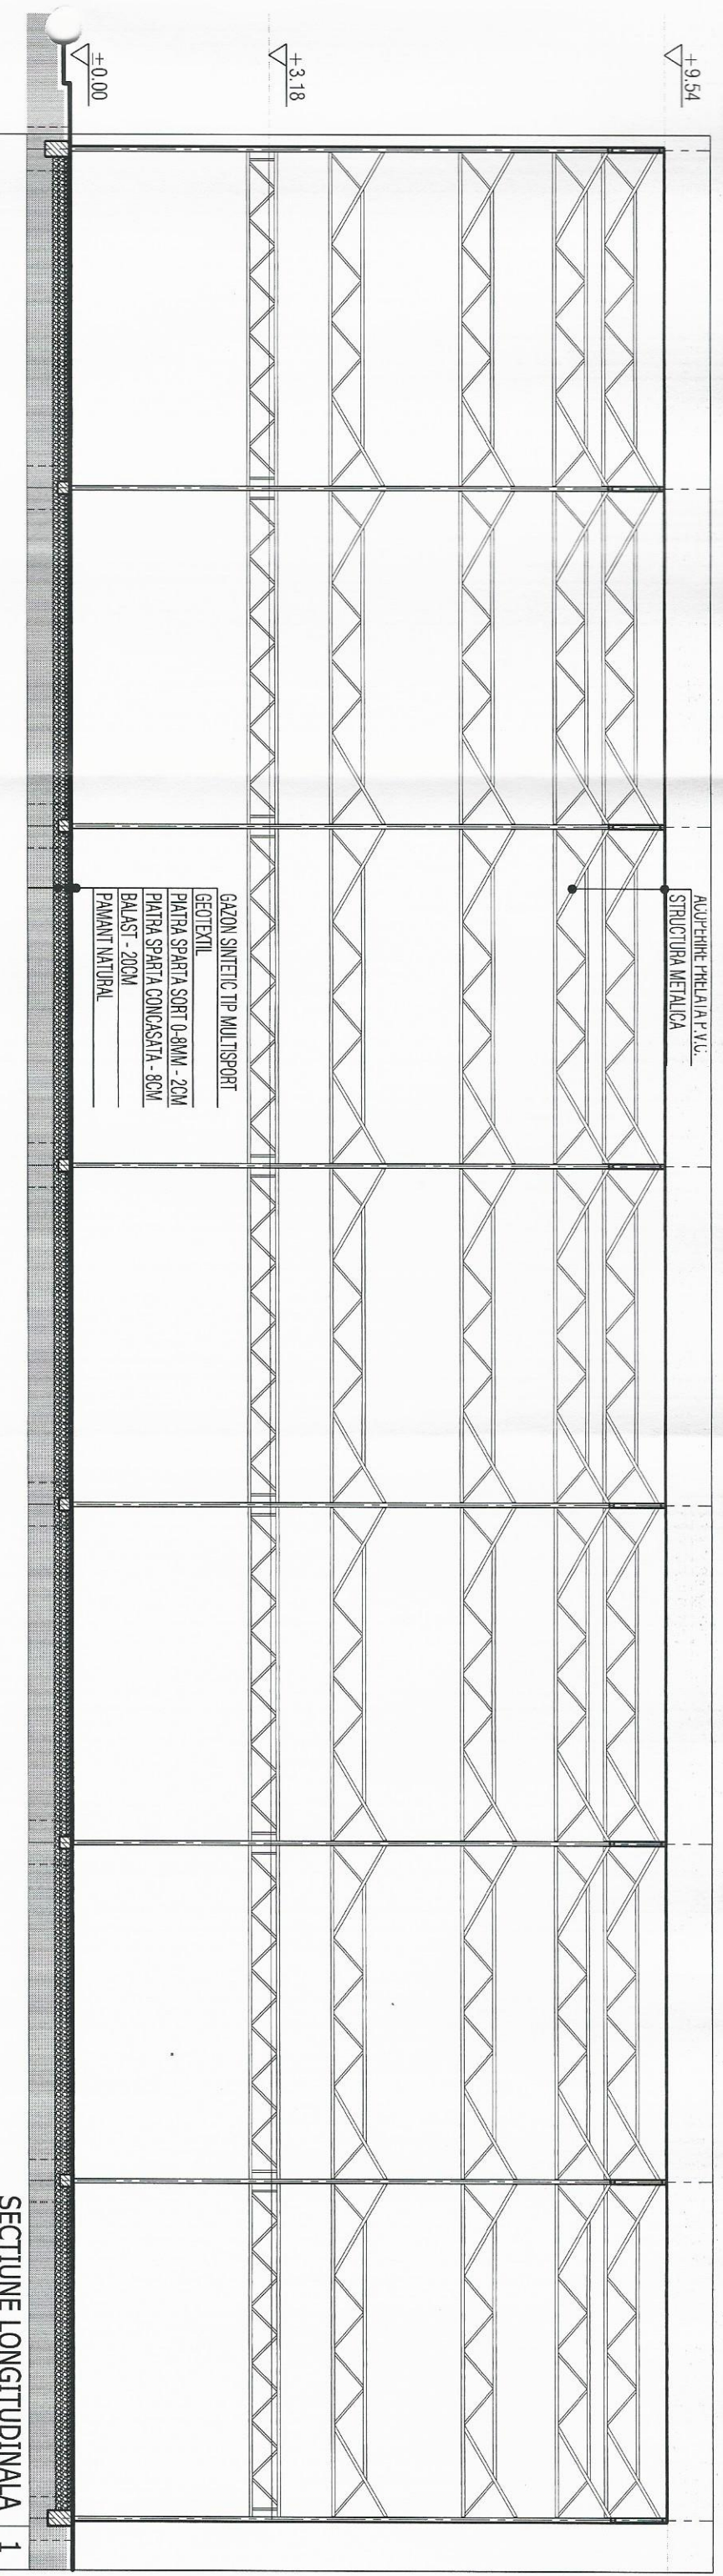 +9.54
+3.18
±0.00
ACOPERIRE PRELATA P.V.C.
STRUCTURA METALICA
GAZON SINTETIC TIP MULTISPORT
GEOTEXTIL
PIATRA SPARTA SORT 0-8MM - 2CM
PIATRA SPARTA CONCASATA - 8CM
BALAST - 20CM
PAMANT NATURAL
SECTIUNE LONGITUDINALA 1